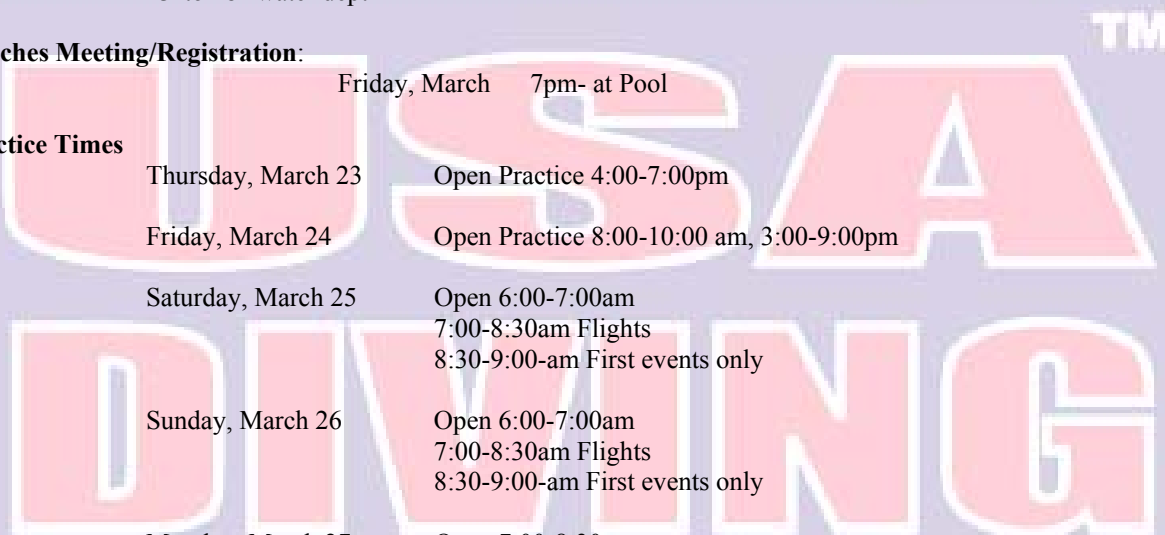 TM
ches Meeting/Registration:
Friday, March 7pm- at Pool
ctice Times
Thursday, March 23 Open Practice 4:00-7:00pm
Friday, March 24 Open Practice 8:00-10:00 am, 3:00-9:00pm
Saturday, March 25 Open 6:00-7:00am
7:00-8:30am Flights
8:30-9:00-am First events only
Sunday, March 26 Open 6:00-7:00am
7:00-8:30am Flights
8:30-9:00-am First events only
USA
DIVING